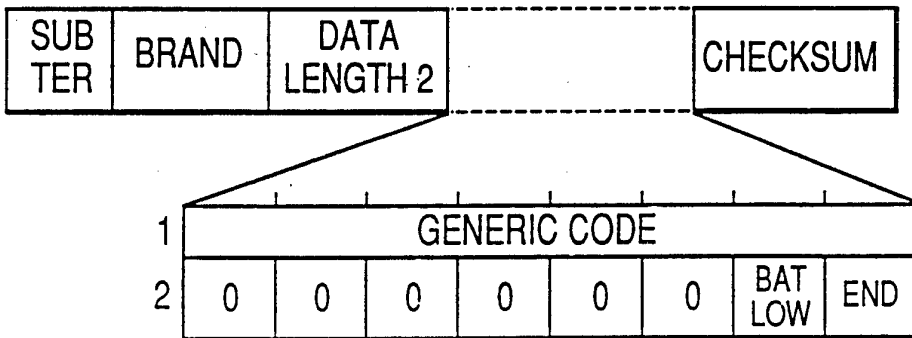 SUB TER BRAND DATA LENGTH 2 CHECKSUM
1 GENERIC CODE
2 0 0 0 0 0 0 BAT LOW END